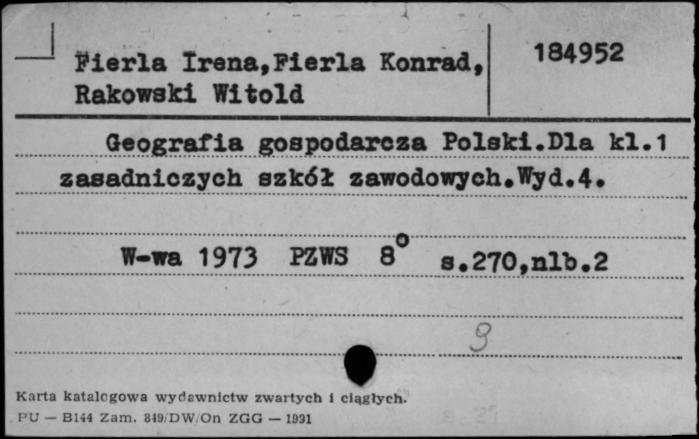 184952
Fierla Irena,Fierla Konrad,
Rakowski Witold
Geografia gospodarcza Polski.Dla kl.1
zasadniczych szkół zawodowych.Wyd.4.
W-wa 1973 PZWS 8° s.270,nlb.2
9
Karta katalogowa wydawnictw zwartych i ciągłych.
PU — B144 Zam. 849/DW/On ZGG — 1991